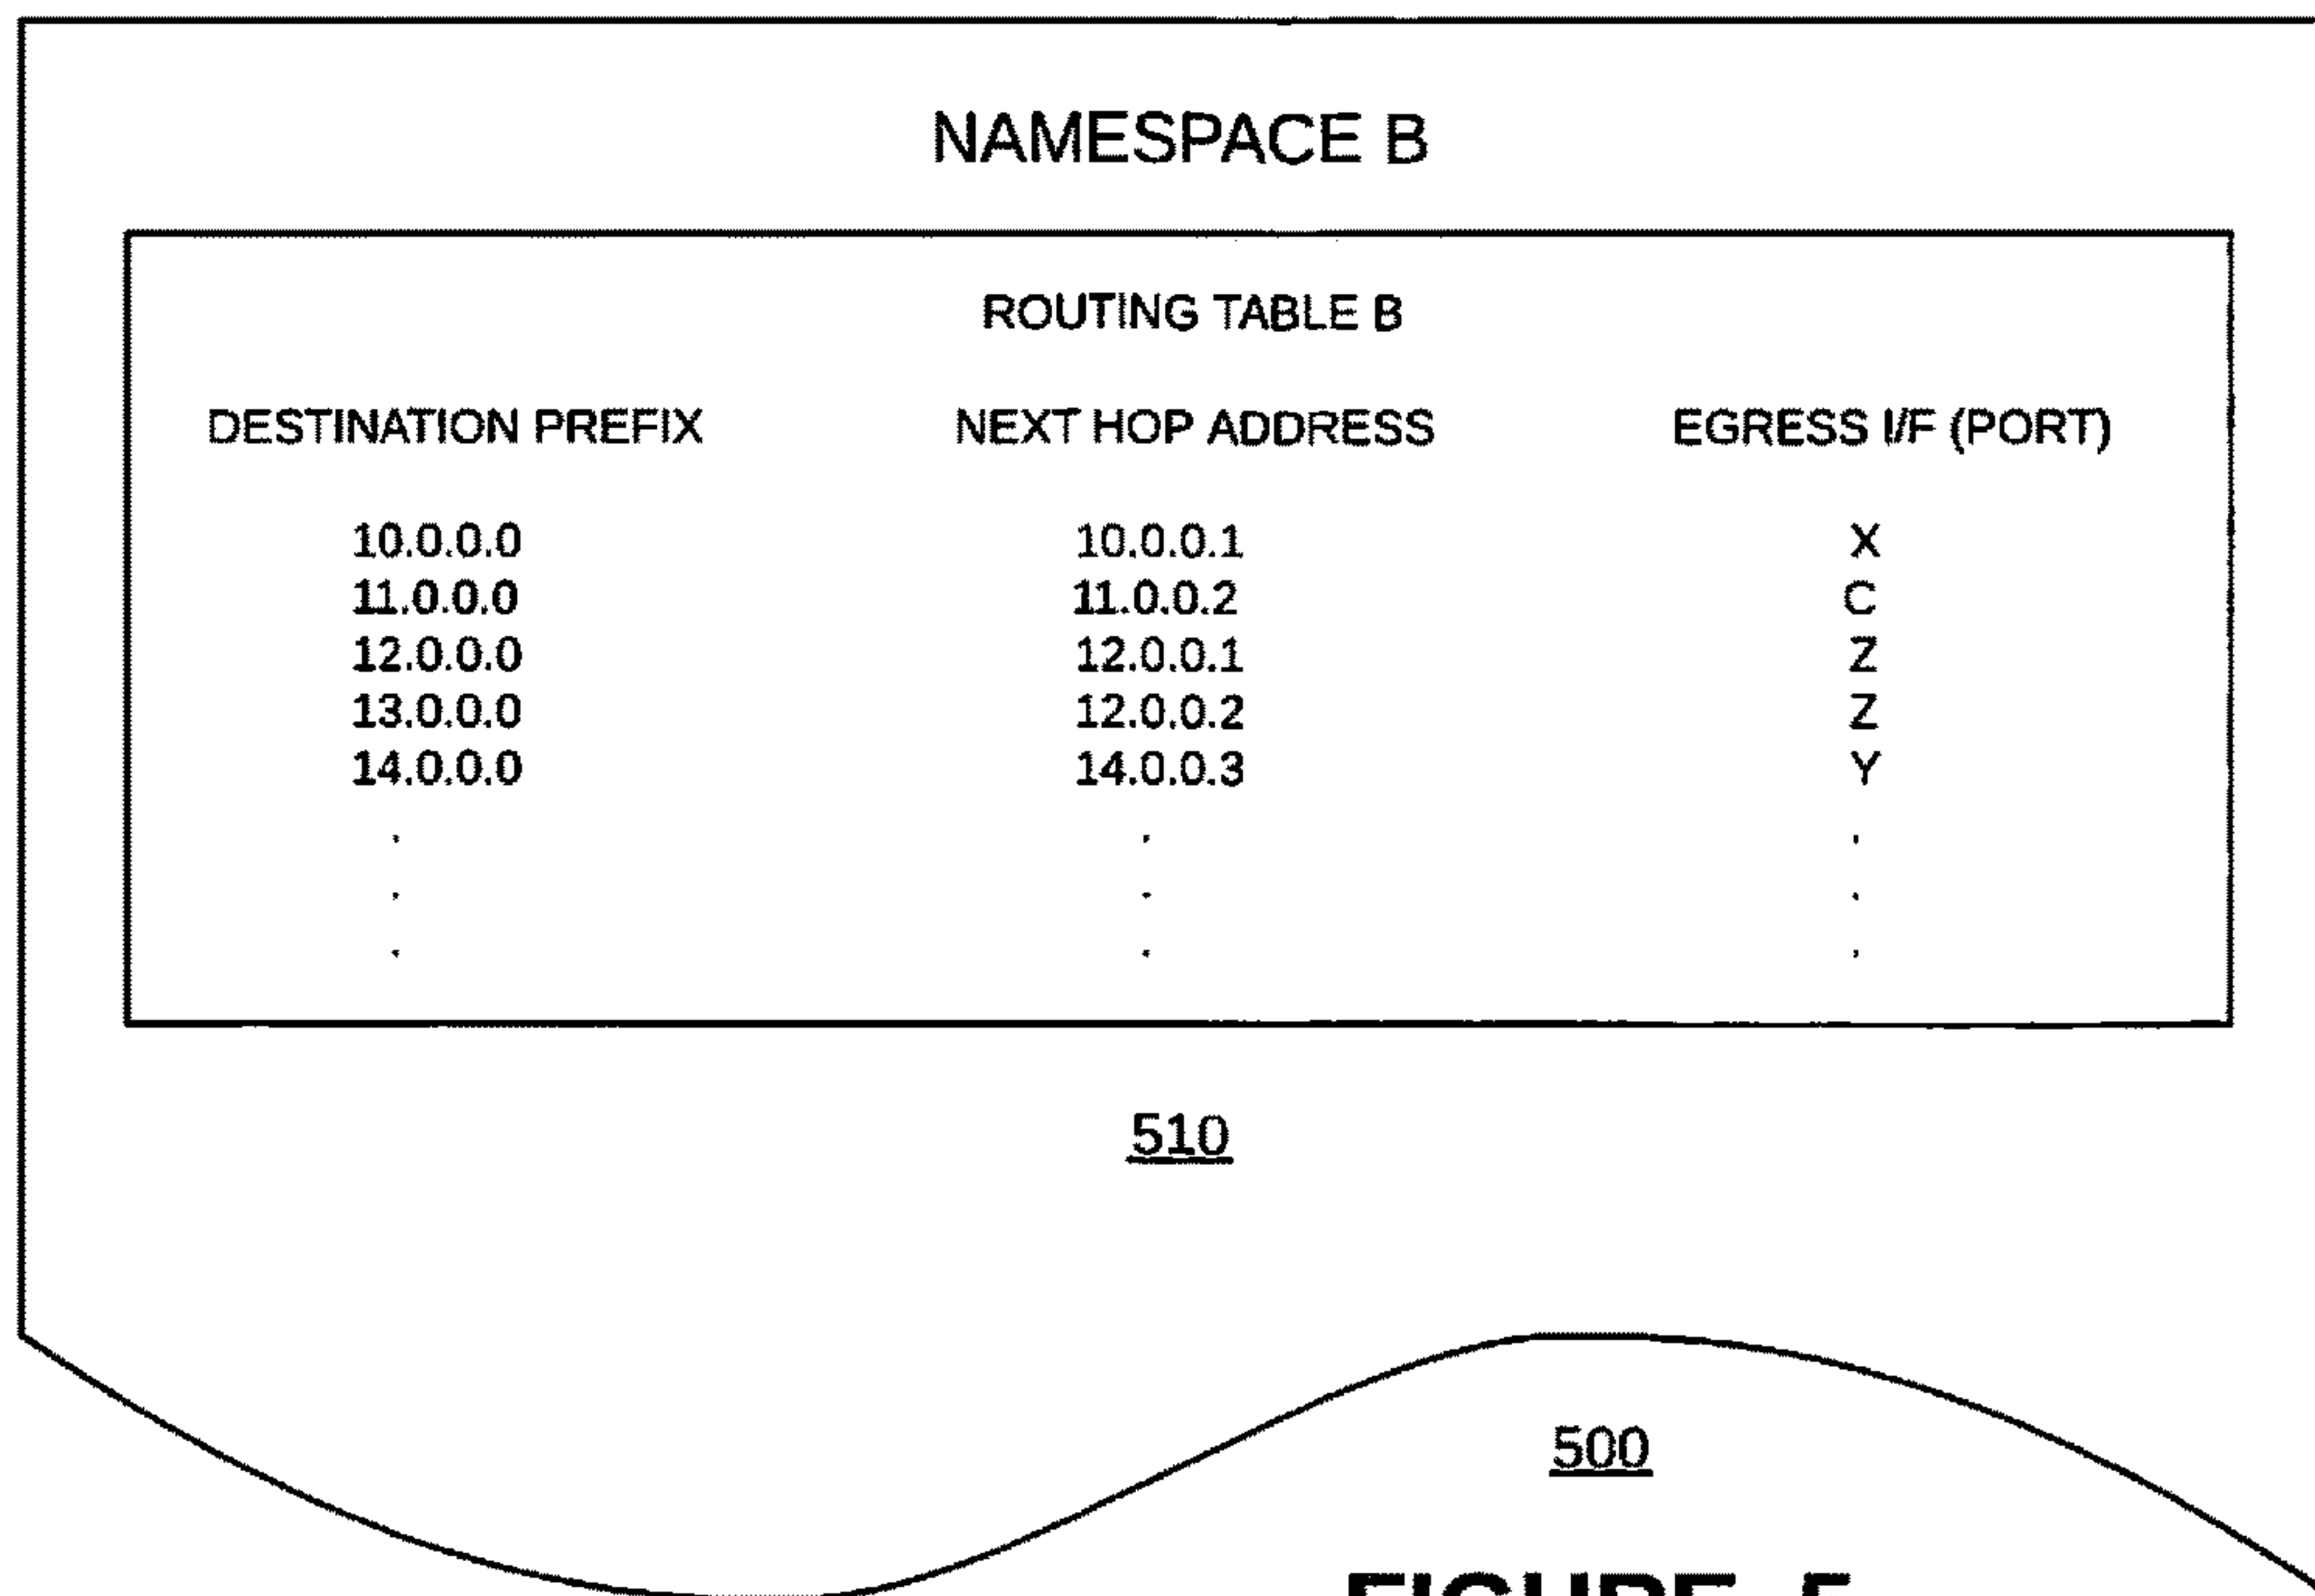 NAMESPACE B
ROUTING TABLE B
DESTINATION PREFIX NEXT HOP ADDRESS EGRESS I/F (PORT)
10.0.0.0 10.0.0.1 X
11.0.0.0 11.0.0.2 C
12.0.0.0 12.0.0.1 Z
13.0.0.0 12.0.0.2 Z
14.0.0.0 14.0.0.3 Y
. . .
. . .
. . .
510
500
FIGURE 5